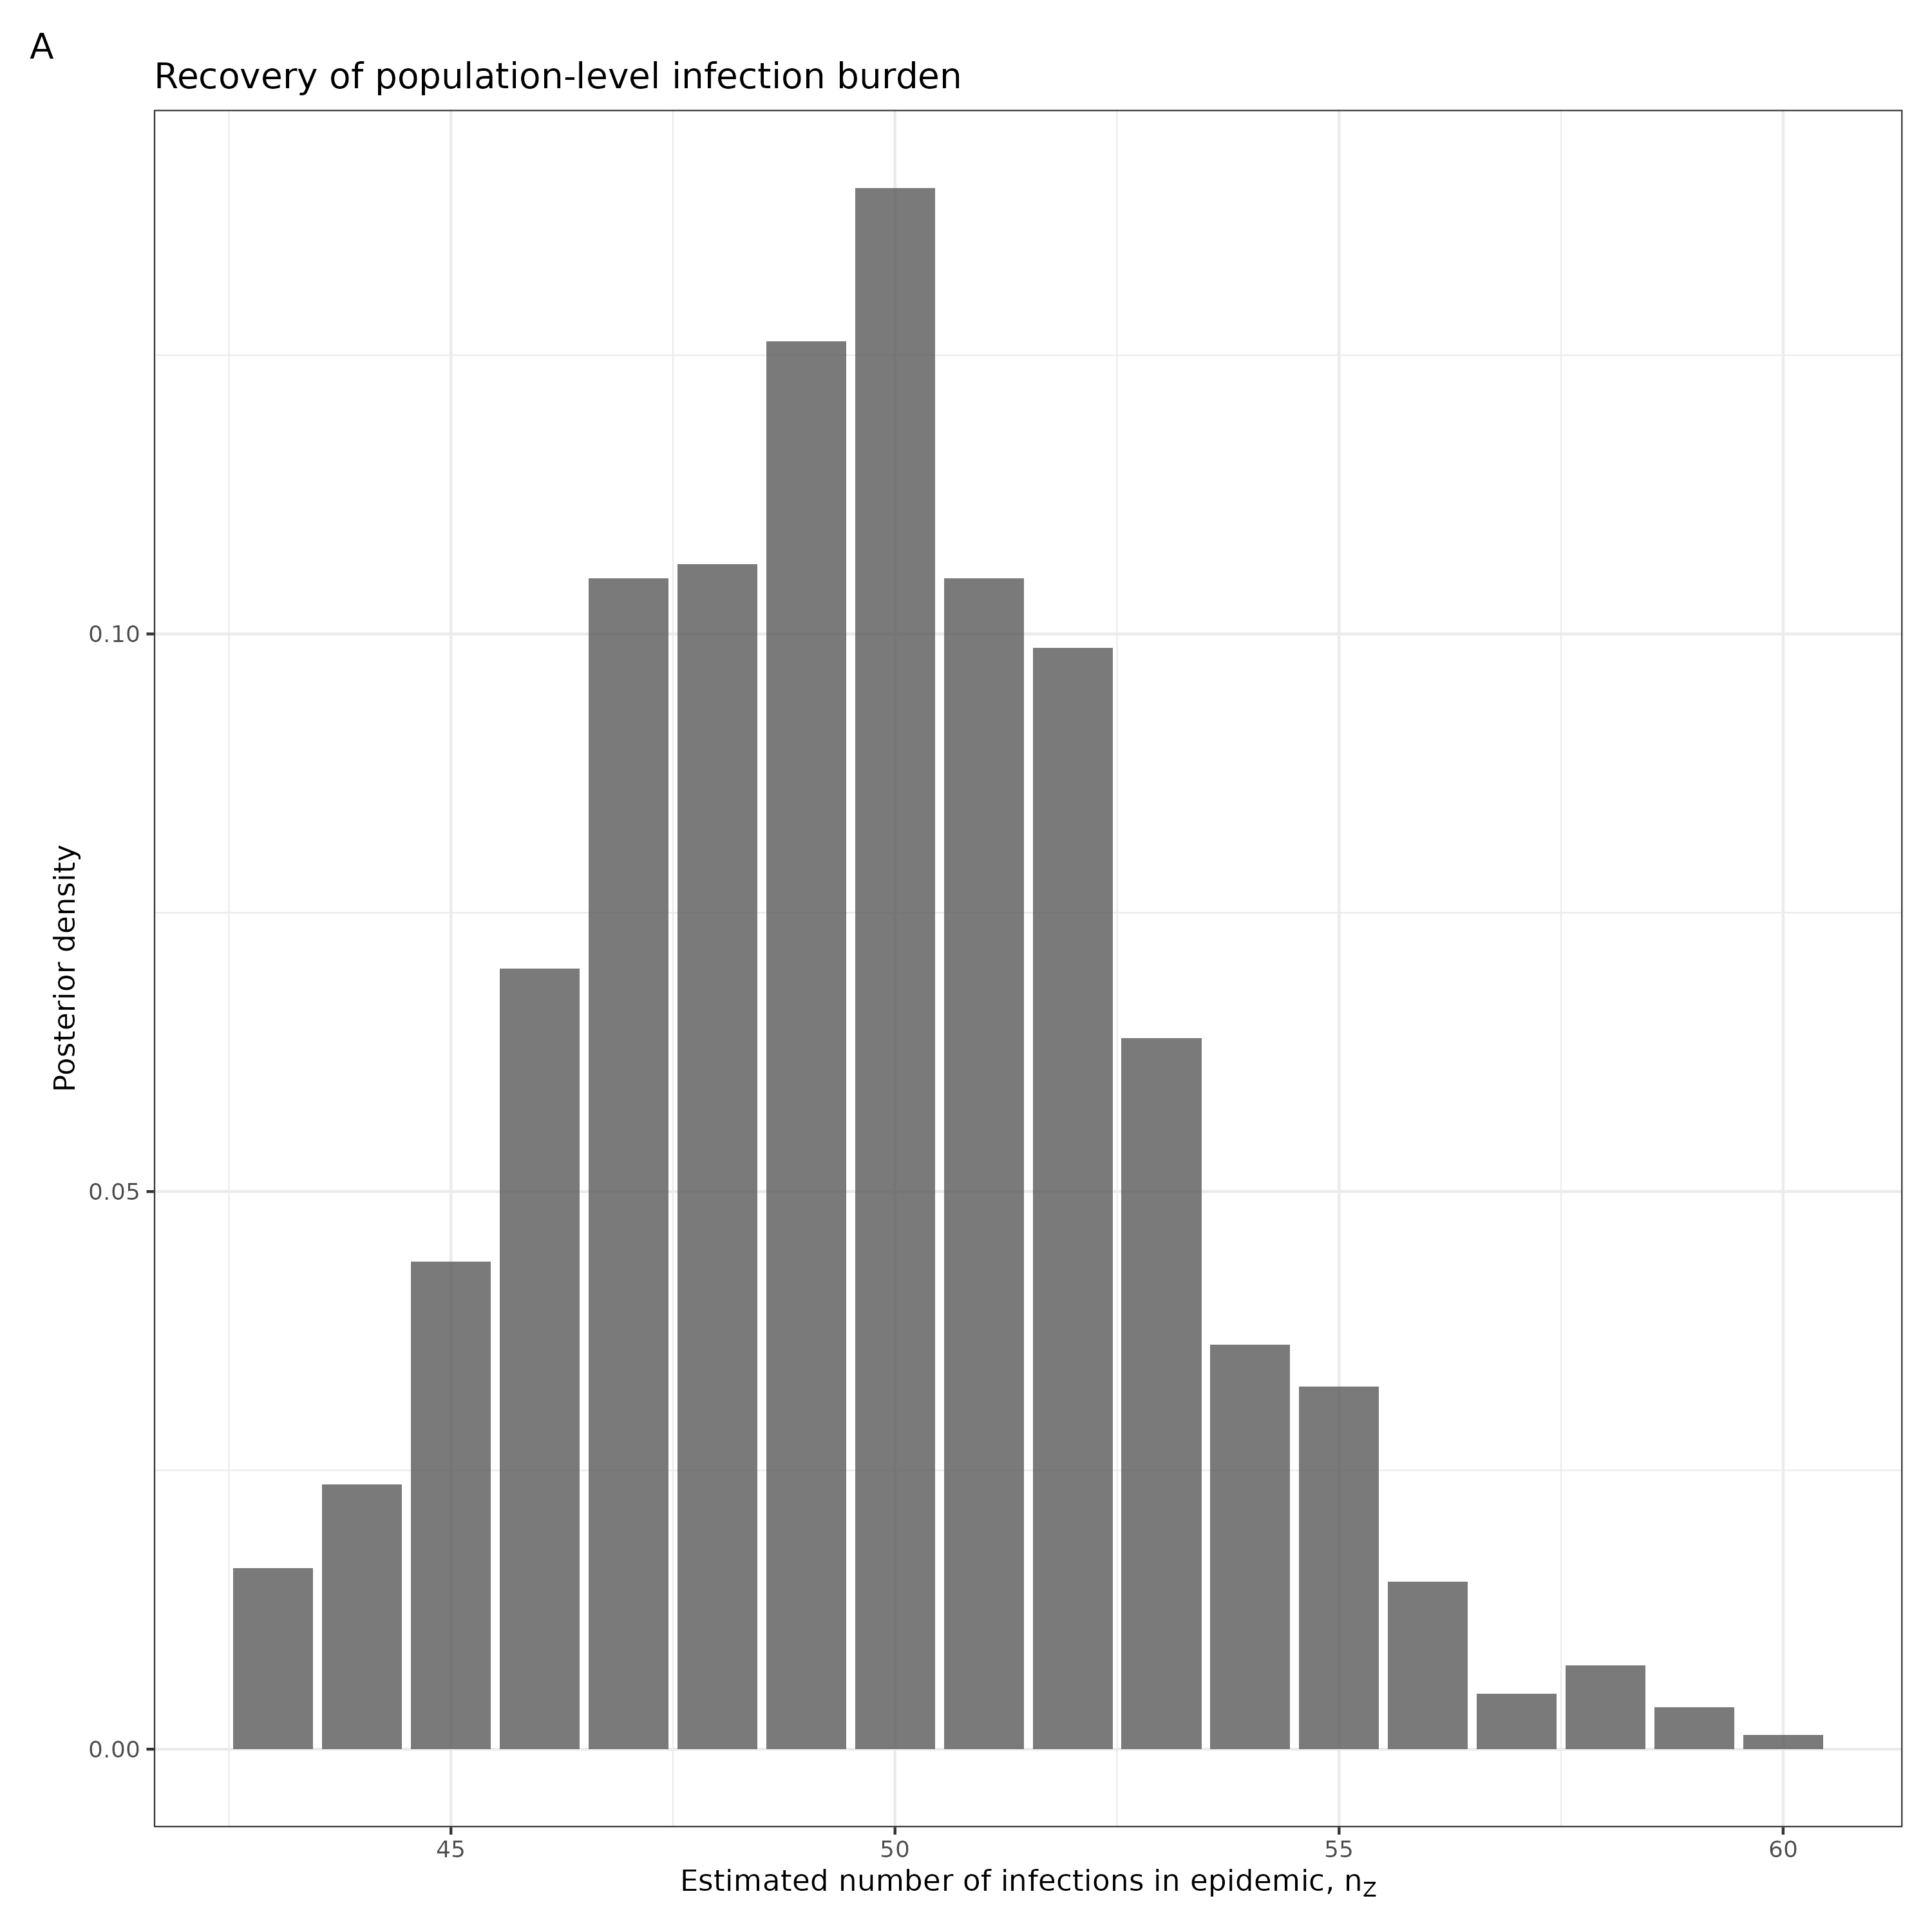 A
Recovery of population-level infection burden
Posterior density
0.10
0.05
0.00
45 50 55 60
Estimated number of infections in epidemic, n_Z